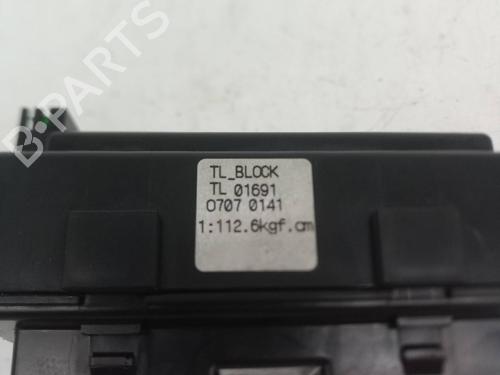 B-PARTS
TL_BLOCK
TL 01691
0707 0141
1:112.6kgf.cm